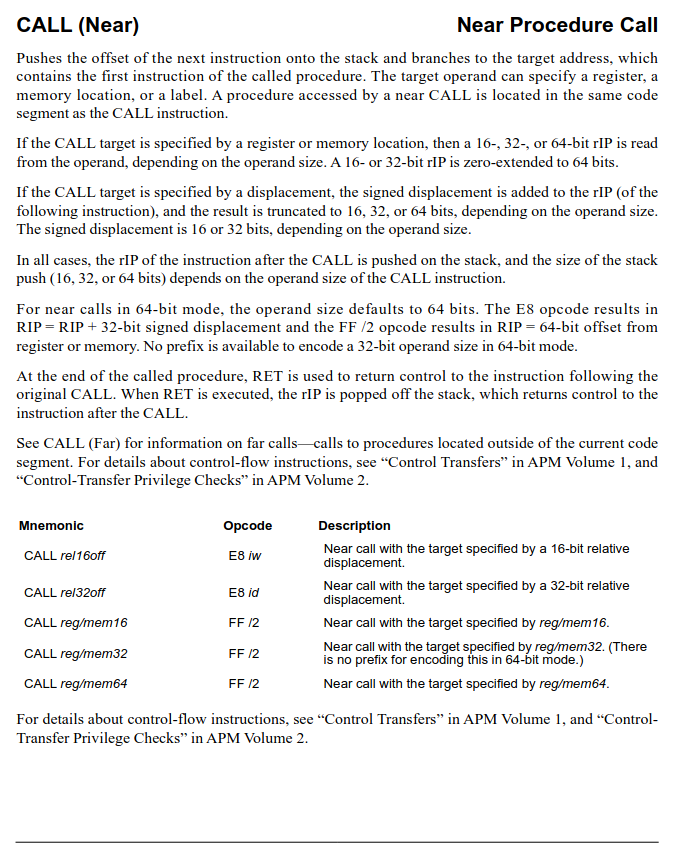 CALL (Near) Near Procedure Call
Pushes the offset of the next instruction onto the stack and branches to the target address, which
contains the first instruction of the called procedure. The target operand can specify a register, a
memory location, or a label. A procedure accessed by a near CALL is located in the same code
segment as the CALL instruction.
If the CALL target is specified by a register or memory location, then a 16-, 32-, or 64-bit rIP is read
from the operand, depending on the operand size. A 16- or 32-bit rIP is zero-extended to 64 bits.
If the CALL target is specified by a displacement, the signed displacement is added to the rIP (of the
following instruction), and the result is truncated to 16, 32, or 64 bits, depending on the operand size.
The signed displacement is 16 or 32 bits, depending on the operand size.
In all cases, the rIP of the instruction after the CALL is pushed on the stack, and the size of the stack
push (16, 32, or 64 bits) depends on the operand size of the CALL instruction.
For near calls in 64-bit mode, the operand size defaults to 64 bits. The E8 opcode results in
RIP = RIP + 32-bit signed displacement and the FF /2 opcode results in RIP = 64-bit offset from
register or memory. No prefix is available to encode a 32-bit operand size in 64-bit mode.
At the end of the called procedure, RET is used to return control to the instruction following the
original CALL. When RET is executed, the rIP is popped off the stack, which returns control to the
instruction after the CALL.
See CALL (Far) for information on far calls—calls to procedures located outside of the current code
segment. For details about control-flow instructions, see “Control Transfers” in APM Volume 1, and
“Control-Transfer Privilege Checks” in APM Volume 2.
Mnemonic Opcode Description
CALL rel16off E8 iw Near call with the target specified by a 16-bit relative
displacement.
CALL rel32off E8 id Near call with the target specified by a 32-bit relative
displacement.
CALL reg/mem16 FF /2 Near call with the target specified by reg/mem16.
CALL reg/mem32 FF /2 Near call with the target specified by reg/mem32. (There
is no prefix for encoding this in 64-bit mode.)
CALL reg/mem64 FF /2 Near call with the target specified by reg/mem64.
For details about control-flow instructions, see “Control Transfers” in APM Volume 1, and “Control-
Transfer Privilege Checks” in APM Volume 2.